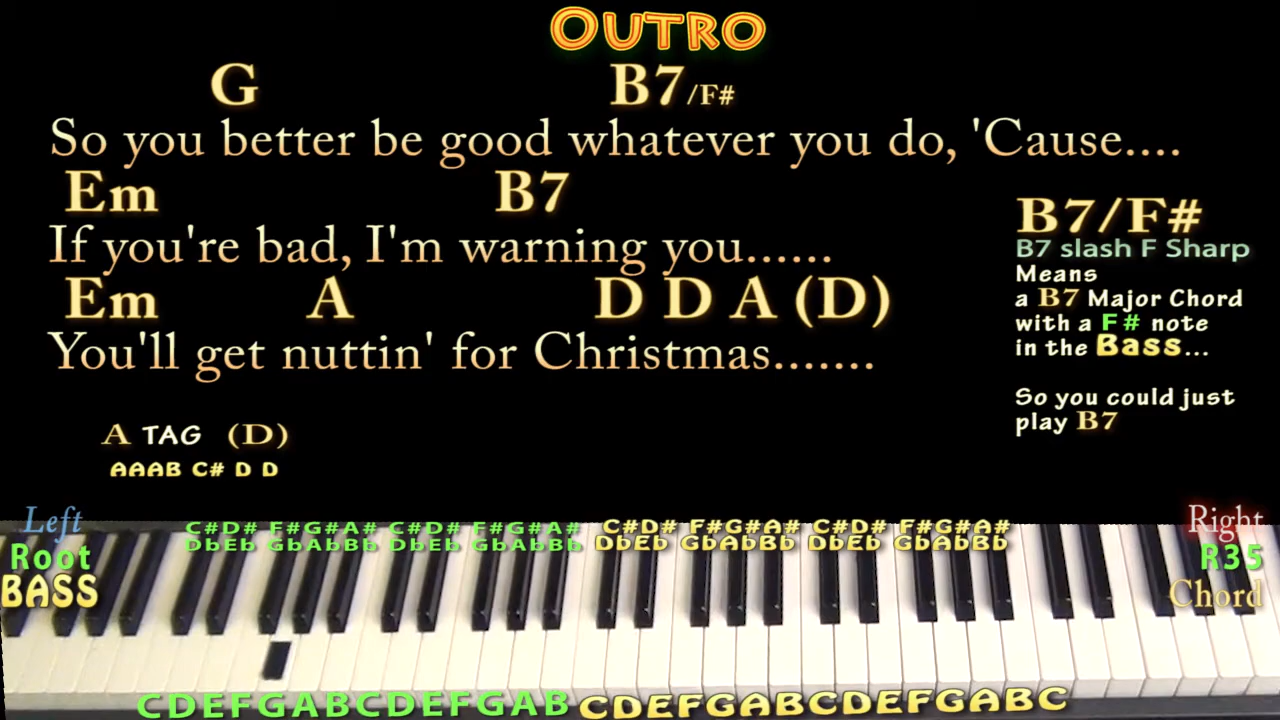 OUTRO
G B7/F#
So you better be good whatever you do, 'Cause....
Em B7
If you're bad, I'm warning you......
Em A D D A (D)
You'll get nuttin' for Christmas.......
A TAG (D)
AAAB C# D D
B7/F#
B7 slash F Sharp
Means
a B7 Major Chord
with a F# note
in the Bass...
So you could just
play B7
Left
Root
BASS
C#D# F#G#A# C#D# F#G#A# C#D# F#G#A# C#D# F#G#A#
DbEb GbAbBb DbEb GbAbBb DbEb GbAbBb DbEb GbAbBb
Right
R35
Chord
CDEFGABCDEFGAB CDEFGABCDEFGABC